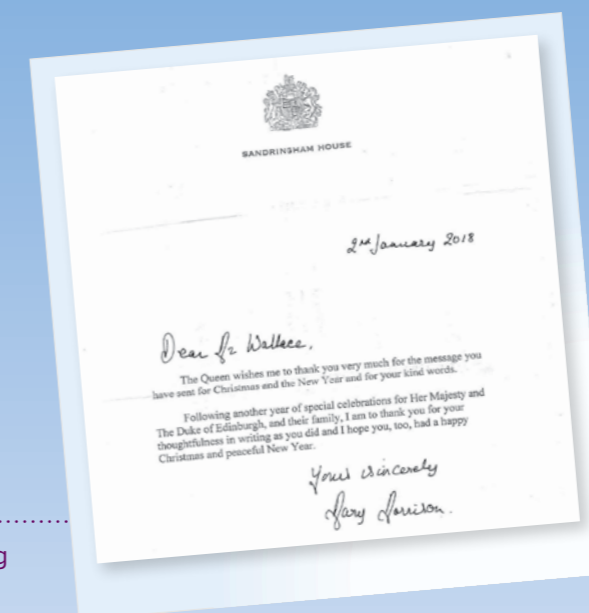 SANDRINGHAM HOUSE
2nd January 2018
Dear Dr Wallace,
The Queen wishes me to thank you very much for the message you
have sent for Christmas and the New Year and for your kind words.
Following another year of special celebrations for Her Majesty and
The Duke of Edinburgh, and their family, I am to thank you for your
thoughtfulness in writing as you did and I hope you, too, had a happy
Christmas and peaceful New Year.
Yours sincerely
g